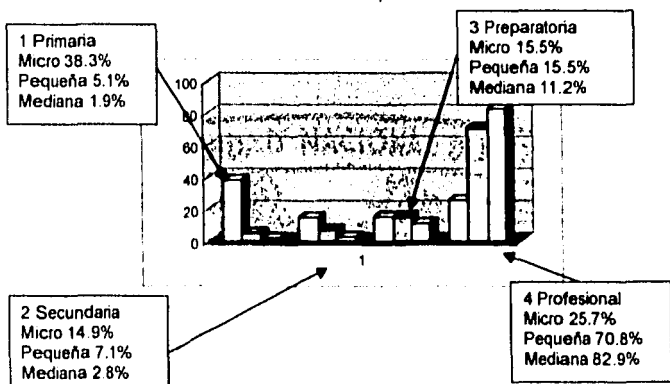 1 Primaria
Micro 38.3%
Pequeña 5.1%
Mediana 1.9%
3 Preparatoria
Micro 15.5%
Pequeña 15.5%
Mediana 11.2%
100
80
60
40
20
0
1
2 Secundaria
Micro 14.9%
Pequeña 7.1%
Mediana 2.8%
4 Profesional
Micro 25.7%
Pequeña 70.8%
Mediana 82.9%